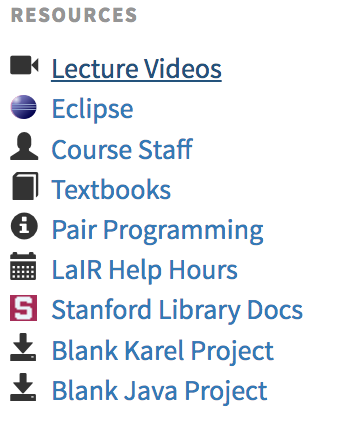 RESOURCES
Lecture Videos
Eclipse
Course Staff
Textbooks
Pair Programming
LaIR Help Hours
S Stanford Library Docs
Blank Karel Project
Blank Java Project